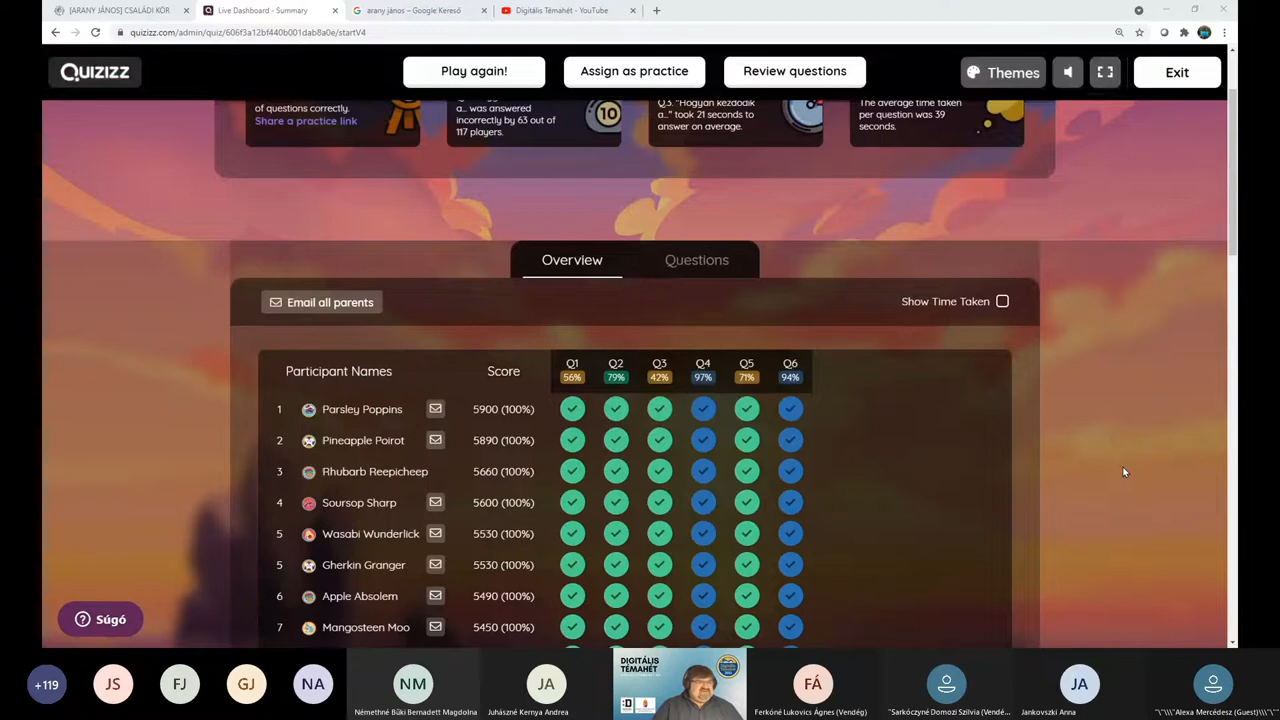 [ARANY JÁNOS] CSALÁDI KÖR
Live Dashboard - Summary
arany jános – Google Kereső
Digitális Témahét - YouTube
quizizz.com/admin/quiz/606f3a12bf440b001dab8a0e/startV4
QUIZIZZ
Play again!
Assign as practice
Review questions
Themes
Exit
of questions correctly.
Share a practice link
a... was answered
incorrectly by 63 out of
117 players.
10
Q.3. "Hogyan kezdődik
a..." took 21 seconds to
answer on average.
The average time taken
per question was 39
seconds.
Overview
Questions
Email all parents
Show Time Taken
Participant Names
Score
Q1 Q2 Q3 Q4 Q5 Q6
56% 79% 42% 97% 71% 94%
1 Parsley Poppins 5900 (100%)
2 Pineapple Poirot 5890 (100%)
3 Rhubarb Reepicheep 5660 (100%)
4 Soursop Sharp 5600 (100%)
5 Wasabi Wunderlick 5530 (100%)
5 Gherkin Granger 5530 (100%)
6 Apple Absolem 5490 (100%)
7 Mangosteen Moo 5450 (100%)
? Súgó
+119
JS
FJ
GJ
NA
NM
Némethné Büki Bernadett Magdolna
JA
Juhászné Kernya Andrea
DIGITÁLIS
TÉMAHÉT
FÁ
Ferkóné Lukovics Ágnes (Vendég)
"Sarkóczyné Domozi Szilvia (Vendé...
JA
Jankovszki Anna
"\"\\\"Alexa Mercédesz (Guest)\"\"